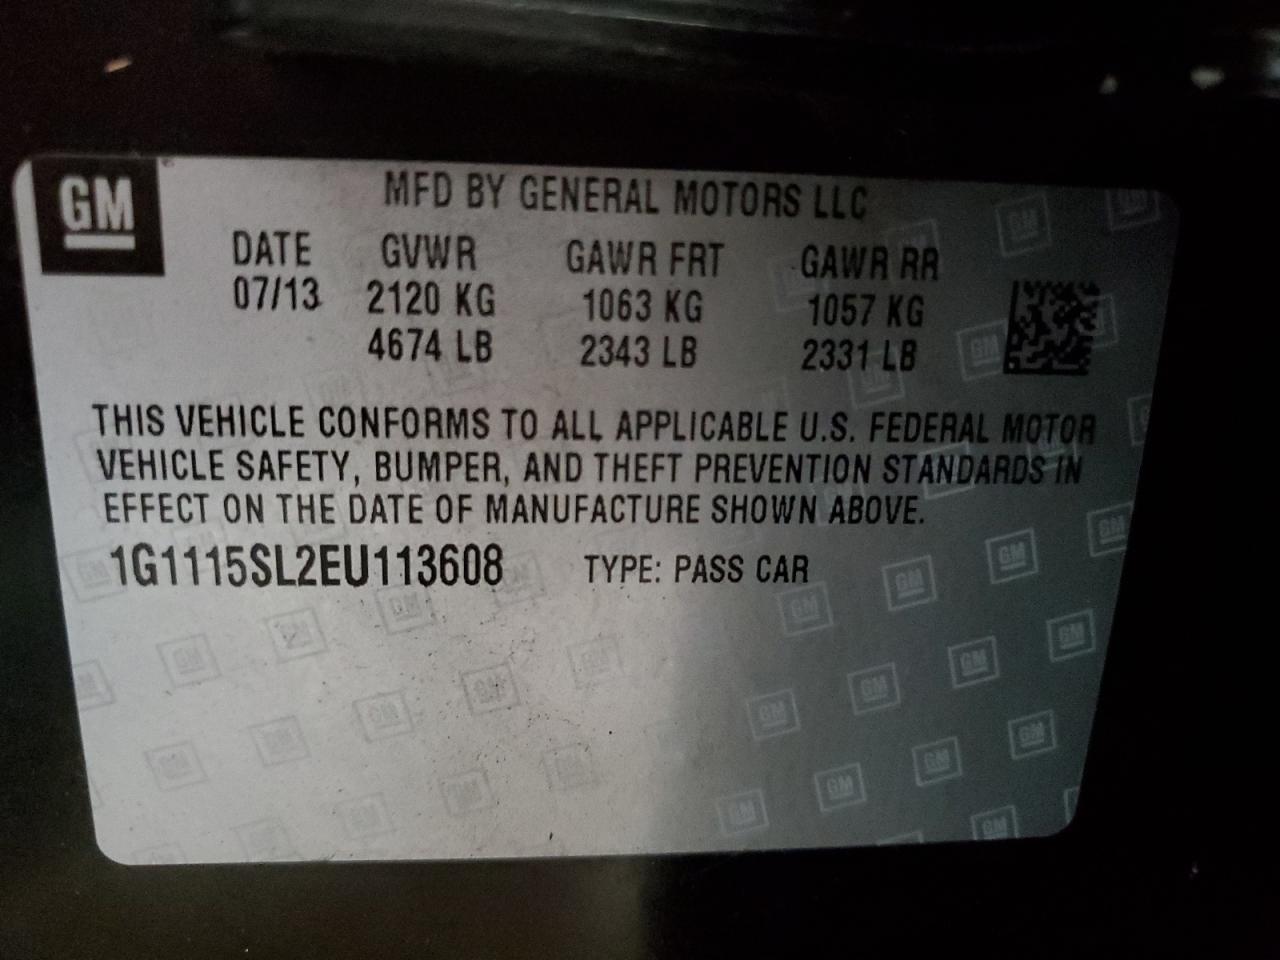 GM
MFD BY GENERAL MOTORS LLC
DATE GVWR GAWR FRT GAWR RR
07/13 2120 KG 1063 KG 1057 KG
4674 LB 2343 LB 2331 LB
THIS VEHICLE CONFORMS TO ALL APPLICABLE U.S. FEDERAL MOTOR
VEHICLE SAFETY, BUMPER, AND THEFT PREVENTION STANDARDS IN
EFFECT ON THE DATE OF MANUFACTURE SHOWN ABOVE.
1G1115SL2EU113608 TYPE: PASS CAR